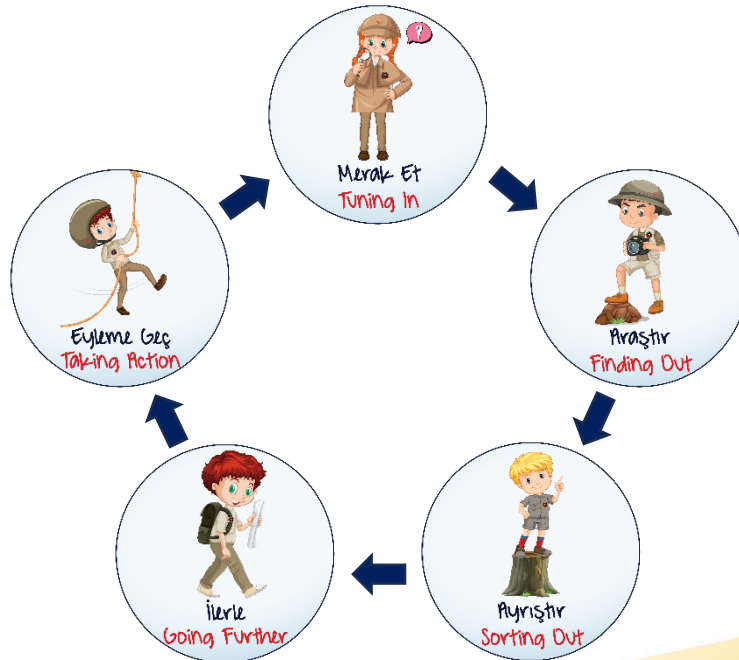 ?
Merak Et
Tuning In
Araştır
Finding Out
Ayrıştır
Sorting Out
İlerle
Going Further
Eyleme Geç
Taking Action